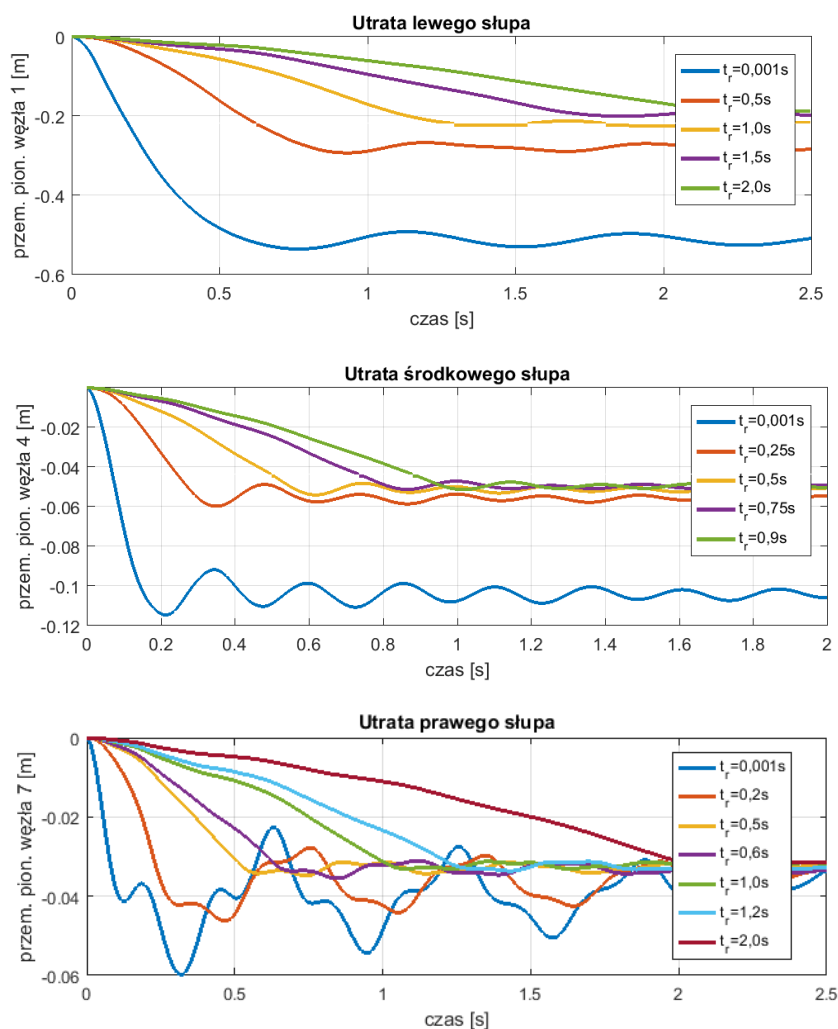 Utrata lewego słupa
przem. pion. węzła 1 [m]
0
-0.2
-0.4
-0.6
0 0.5 1 1.5 2 2.5
czas [s]
t_r=0,001s
t_r=0,5s
t_r=1,0s
t_r=1,5s
t_r=2,0s
Utrata środkowego słupa
przem. pion. węzła 4 [m]
-0.02
-0.04
-0.06
-0.08
-0.1
-0.12
0 0.2 0.4 0.6 0.8 1 1.2 1.4 1.6 1.8 2
czas [s]
t_r=0,001s
t_r=0,25s
t_r=0,5s
t_r=0,75s
t_r=0,9s
Utrata prawego słupa
przem. pion. węzła 7 [m]
0
-0.02
-0.04
-0.06
0 0.5 1 1.5 2 2.5
czas [s]
t_r=0,001s
t_r=0,2s
t_r=0,5s
t_r=0,6s
t_r=1,0s
t_r=1,2s
t_r=2,0s